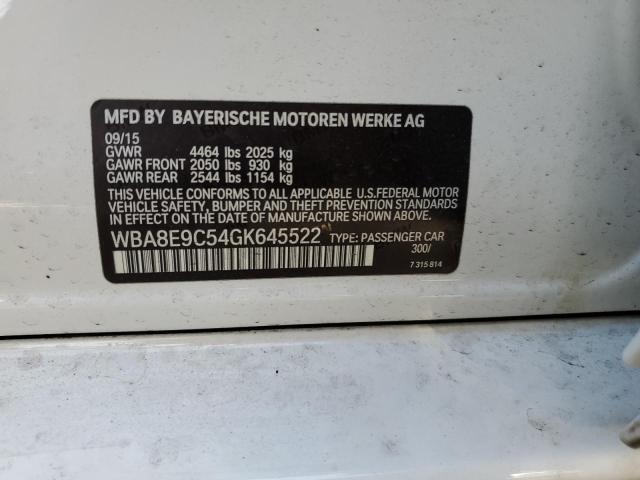 MFD BY BAYERISCHE MOTOREN WERKE AG
09/15
GVWR 4464 lbs 2025 kg
GAWR FRONT 2050 lbs 930 kg
GAWR REAR 2544 lbs 1154 kg
THIS VEHICLE CONFORMS TO ALL APPLICABLE U.S.FEDERAL MOTOR
VEHICLE SAFETY, BUMPER AND THEFT PREVENTION STANDARDS
IN EFFECT ON THE DATE OF MANUFACTURE SHOWN ABOVE.
WBA8E9C54GK645522 TYPE: PASSENGER CAR
300/
7 315 814